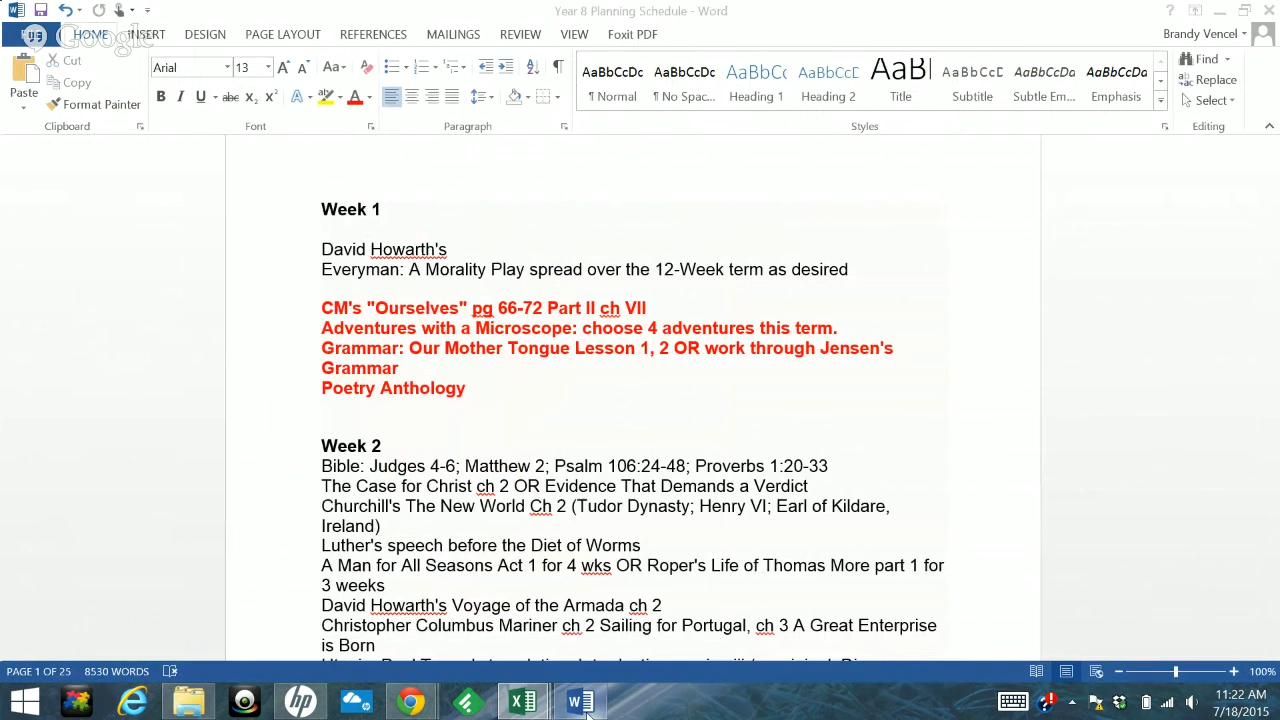 Year 8 Planning Schedule - Word
Brandy Vencel
HOME INSERT DESIGN PAGE LAYOUT REFERENCES MAILINGS REVIEW VIEW Foxit PDF
Google
Cut
Copy
Format Painter
Paste
Clipboard
Arial 13
Font
Paragraph
AaBbCcDc AaBbCcDc AaBbC AaBbCcD AaB AaBbCcD AaBbCcDa AaBbCcDa
¶ Normal ¶ No Spac... Heading 1 Heading 2 Title Subtitle Subtle Em... Emphasis
Styles
Find
Replace
Select
Editing
Week 1
David Howarth's
Everyman: A Morality Play spread over the 12-Week term as desired
CM's "Ourselves" pg 66-72 Part II ch VII
Adventures with a Microscope: choose 4 adventures this term.
Grammar: Our Mother Tongue Lesson 1, 2 OR work through Jensen's
Grammar
Poetry Anthology
Week 2
Bible: Judges 4-6; Matthew 2; Psalm 106:24-48; Proverbs 1:20-33
The Case for Christ ch 2 OR Evidence That Demands a Verdict
Churchill's The New World Ch 2 (Tudor Dynasty; Henry VI; Earl of Kildare,
Ireland)
Luther's speech before the Diet of Worms
A Man for All Seasons Act 1 for 4 wks OR Roper's Life of Thomas More part 1 for
3 weeks
David Howarth's Voyage of the Armada ch 2
Christopher Columbus Mariner ch 2 Sailing for Portugal, ch 3 A Great Enterprise
is Born
PAGE 1 OF 25 8530 WORDS 100%
11:22 AM
7/18/2015